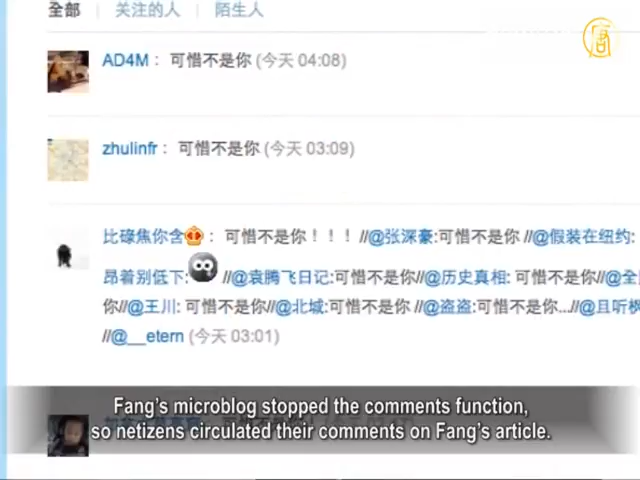 全部 | 关注的人 | 陌生人
AD4M： 可惜不是你 (今天 04:08)
zhulinfr： 可惜不是你 (今天 03:09)
比碌焦你含 ： 可惜不是你！！！//@张深豪:可惜不是你 //@假装在纽约:
昂着别低下: //@袁腾飞日记:可惜不是你//@历史真相: 可惜不是你//@全
你//@王川: 可惜不是你//@北城:可惜不是你 //@盗盗:可惜不是你...//@且听枫
//@__etern (今天 03:01)
Fang's microblog stopped the comments function,
so netizens circulated their comments on Fang's article.